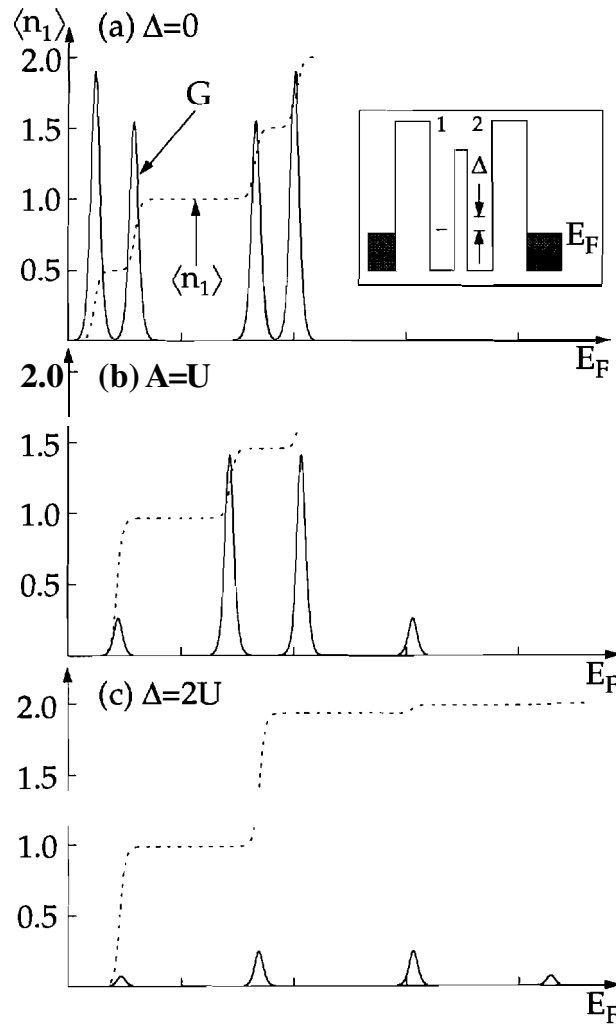 ⟨n₁⟩ (a) Δ=0
2.0
G
1.5
1.0
⟨n₁⟩
0.5
1 2
Δ
E_F
E_F
2.0 (b) A=U
1.5
1.0
0.5
E_F
(c) Δ=2U
2.0
1.5
1.0
0.5
E_F